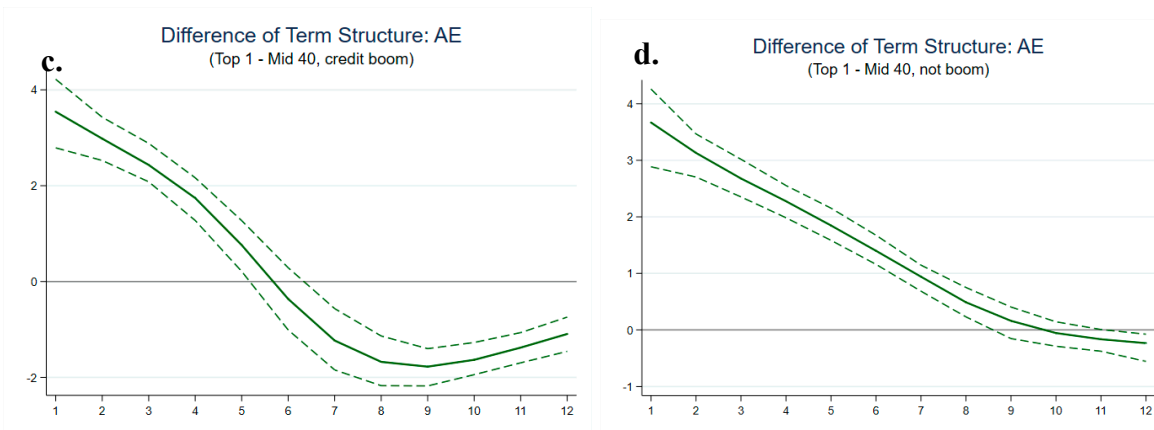 c.
Difference of Term Structure: AE
(Top 1 - Mid 40, credit boom)
4
2
0
-2
1 2 3 4 5 6 7 8 9 10 11 12
d.
Difference of Term Structure: AE
(Top 1 - Mid 40, not boom)
4
3
2
1
0
-1
1 2 3 4 5 6 7 8 9 10 11 12